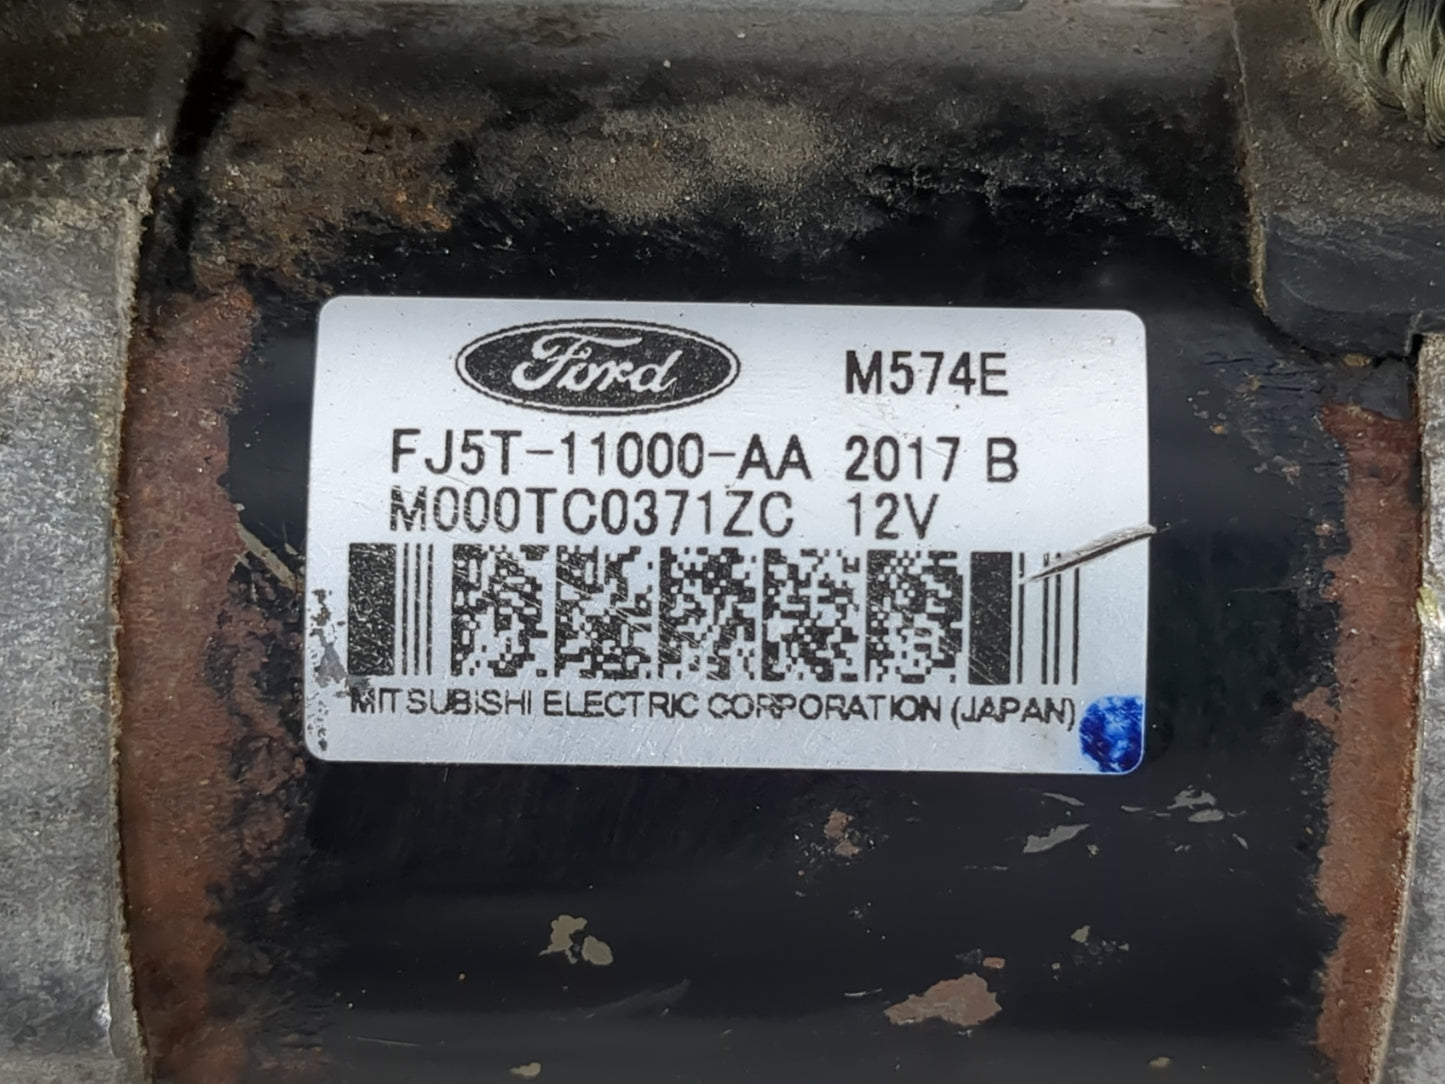 Ford M574E
FJ5T-11000-AA 2017 B
M000TC0371ZC 12V
MITSUBISHI ELECTRIC CORPORATION (JAPAN)